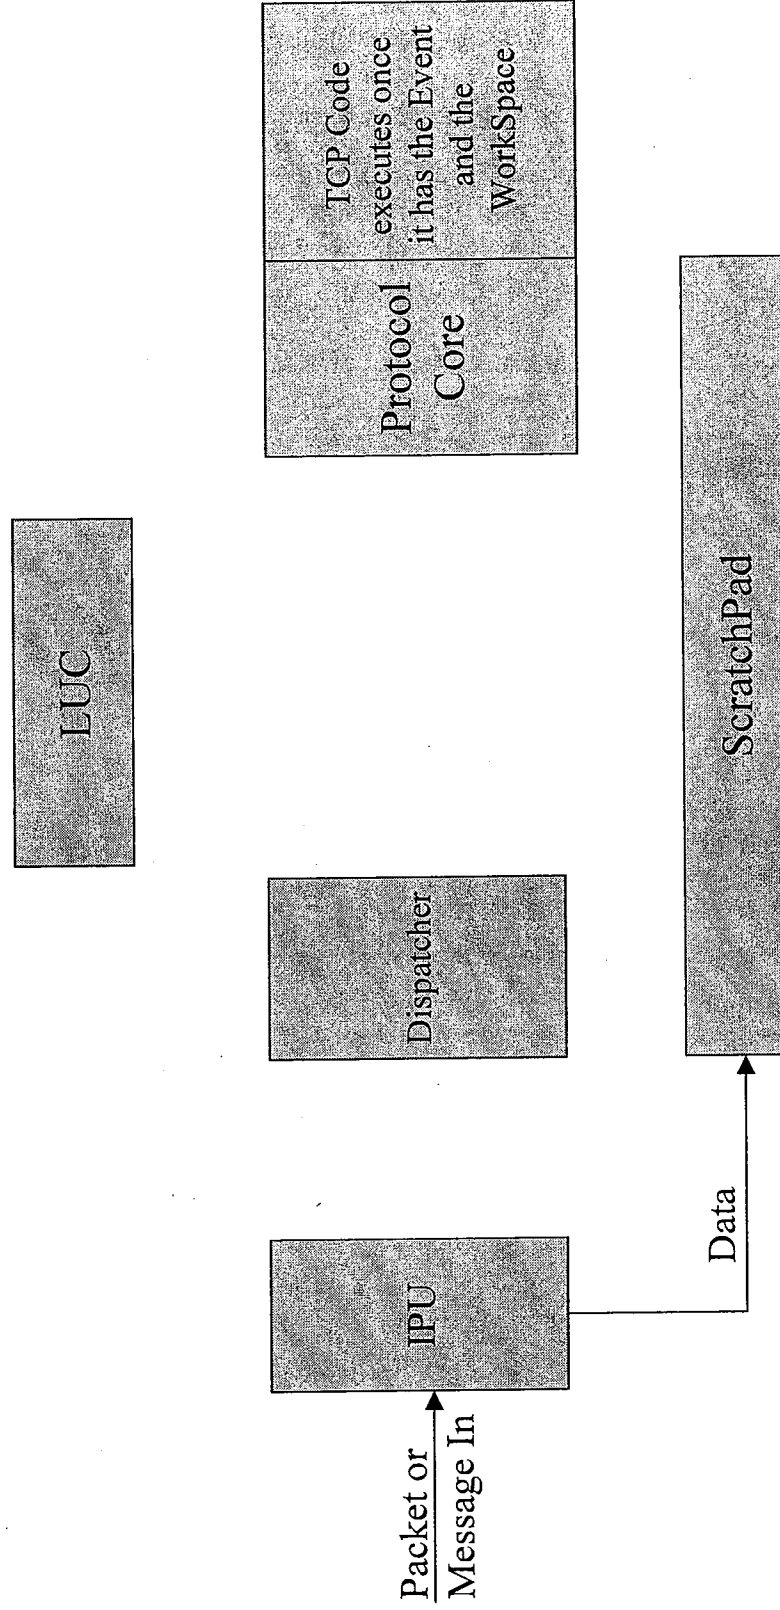 LUC
Packet or
Message In
IPU
Dispatcher
Protocol
Core
TCP Code
executes once
it has the Event
and the
WorkSpace
Data
ScratchPad